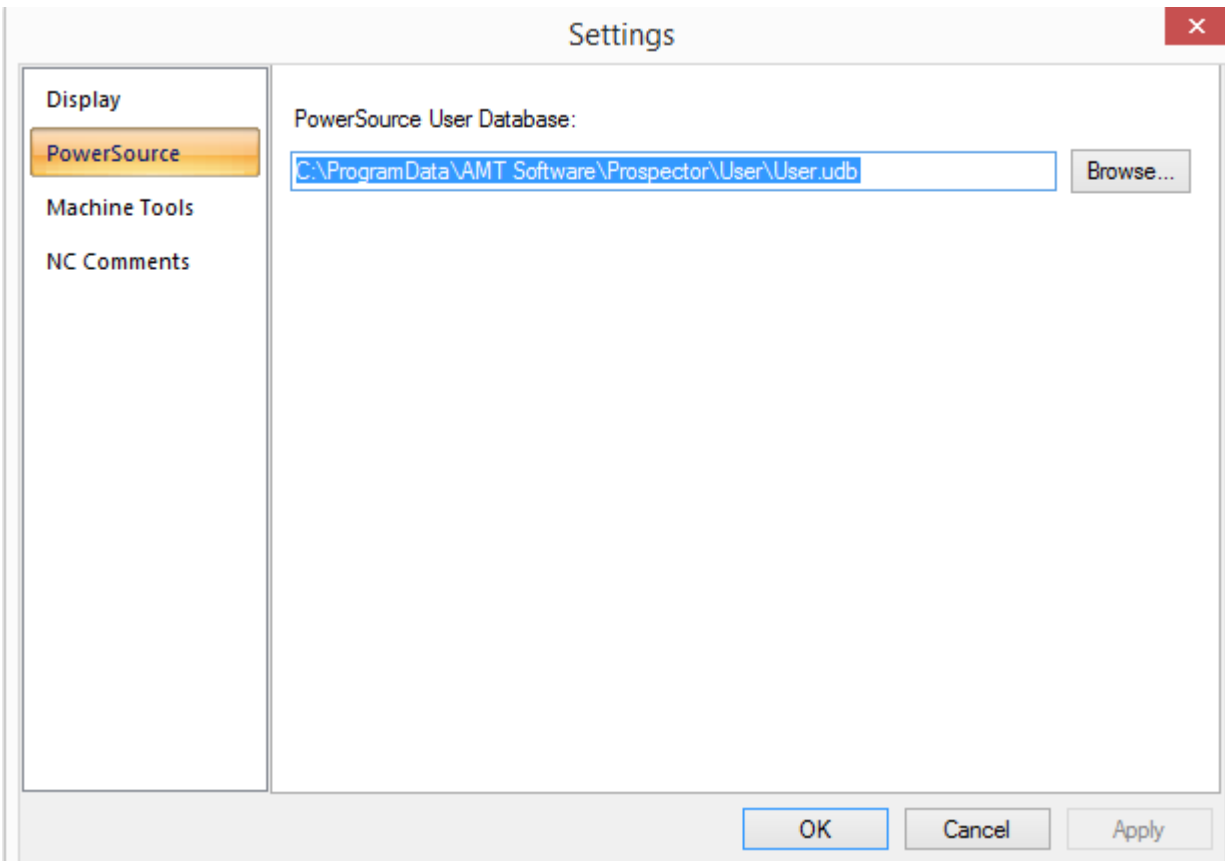 Settings
Display
PowerSource
Machine Tools
NC Comments
PowerSource User Database:
C:\ProgramData\AMT Software\Prospector\User\User.udb
Browse...
OK
Cancel
Apply